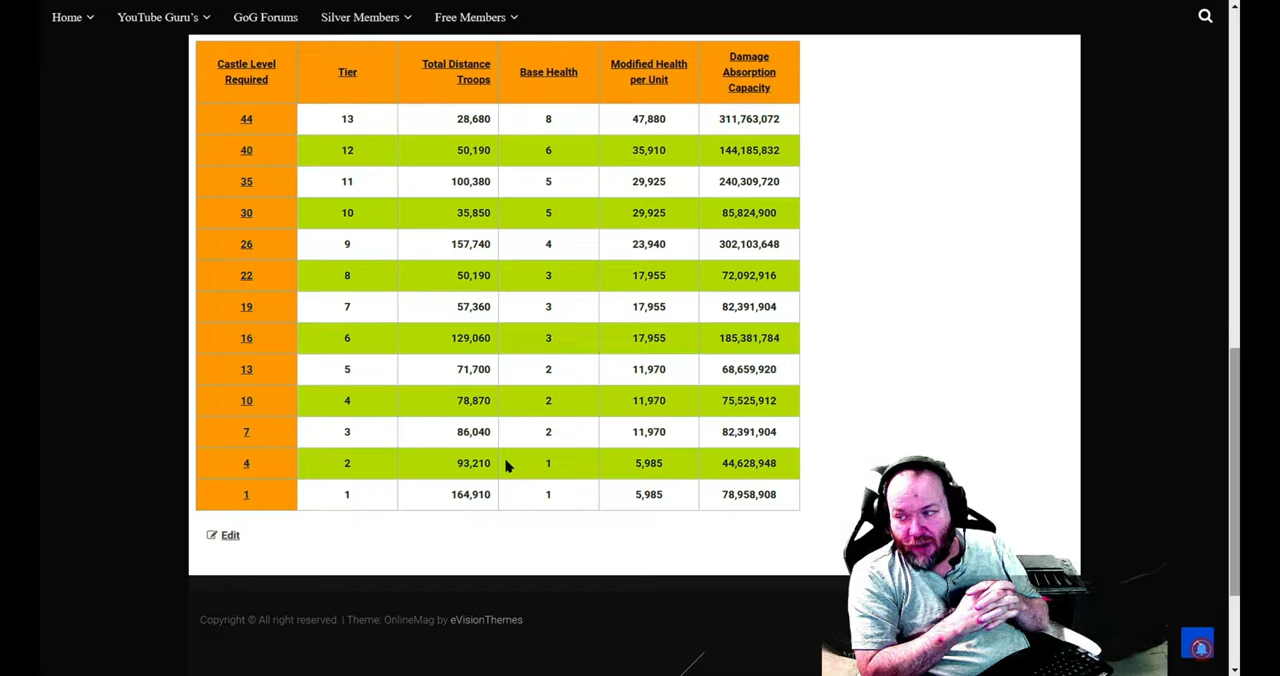 Home YouTube Guru's GoG Forums Silver Members Free Members
Castle Level Required Tier Total Distance Troops Base Health Modified Health per Unit Damage Absorption Capacity
44 13 28,680 8 47,880 311,763,072
40 12 50,190 6 35,910 144,185,832
35 11 100,380 5 29,925 240,309,720
30 10 35,850 5 29,925 85,824,900
26 9 157,740 4 23,940 302,103,648
22 8 50,190 3 17,955 72,092,916
19 7 57,360 3 17,955 82,391,904
16 6 129,060 3 17,955 185,381,784
13 5 71,700 2 11,970 68,659,920
10 4 78,870 2 11,970 75,525,912
7 3 86,040 2 11,970 82,391,904
4 2 93,210 1 5,985 44,628,948
1 1 164,910 1 5,985 78,958,908
Edit
Copyright © All right reserved. | Theme: OnlineMag by eVisionThemes